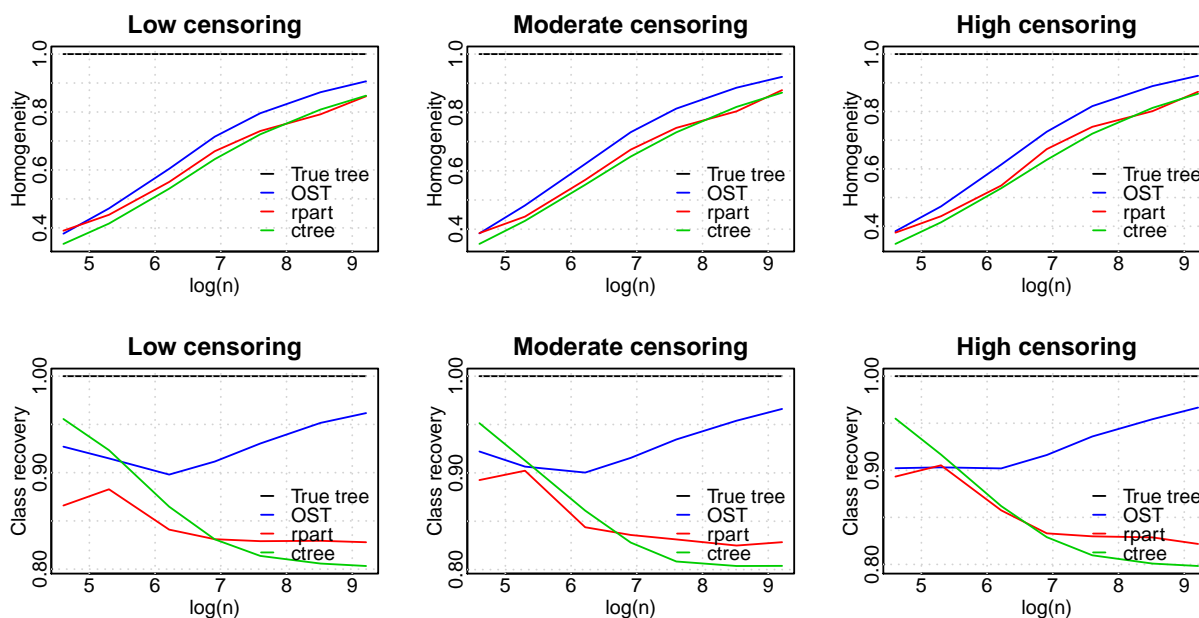 Low censoring
Homogeneity
1.0
0.8
0.6
0.4
True tree
OST
rpart
ctree
5 6 7 8 9
log(n)
Moderate censoring
Homogeneity
1.0
0.8
0.6
0.4
True tree
OST
rpart
ctree
5 6 7 8 9
log(n)
High censoring
Homogeneity
1.0
0.8
0.6
0.4
True tree
OST
rpart
ctree
5 6 7 8 9
log(n)
Low censoring
Class recovery
1.00
0.90
0.80
True tree
OST
rpart
ctree
5 6 7 8 9
log(n)
Moderate censoring
Class recovery
1.00
0.90
0.80
True tree
OST
rpart
ctree
5 6 7 8 9
log(n)
High censoring
Class recovery
1.00
0.90
0.80
True tree
OST
rpart
ctree
5 6 7 8 9
log(n)